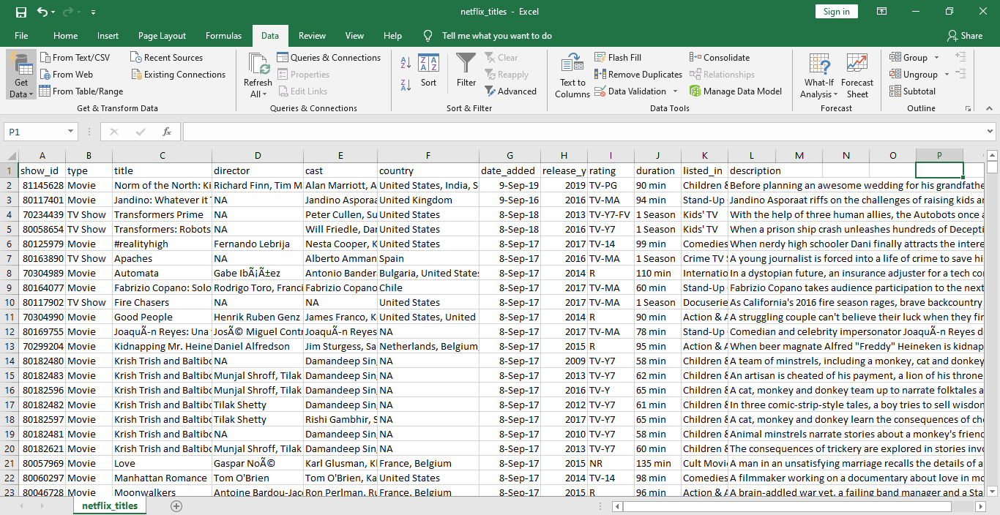 netflix_titles - Excel
Sign in
File Home Insert Page Layout Formulas Data Review View Help Tell me what you want to do Share
Get Data
From Text/CSV
From Web
From Table/Range
Recent Sources
Existing Connections
Get & Transform Data
Refresh All
Queries & Connections
Properties
Edit Links
Queries & Connections
Sort
Filter
Clear
Reapply
Advanced
Sort & Filter
Text to Columns
Flash Fill
Remove Duplicates
Data Validation
Consolidate
Relationships
Manage Data Model
Data Tools
What-If Analysis
Forecast Sheet
Forecast
Group
Ungroup
Subtotal
Outline
P1 fx
A B C D E F G H I J K L M N O P
1 show_id type title director cast country date_added release_y rating duration listed_in description
2 81145628 Movie Norm of the North: Ki Richard Finn, Tim M Alan Marriott, A United States, India, S 9-Sep-19 2019 TV-PG 90 min Children & Before planning an awesome wedding for his grandfathe
3 80117401 Movie Jandino: Whatever it NA Jandino Asporaa United Kingdom 9-Sep-16 2016 TV-MA 94 min Stand-Up Jandino Asporaat riffs on the challenges of raising kids a
4 70234439 TV Show Transformers Prime NA Peter Cullen, Su United States 8-Sep-18 2013 TV-Y7-FV 1 Season Kids' TV With the help of three human allies, the Autobots once a
5 80058654 TV Show Transformers: Robots NA Will Friedle, Dar United States 8-Sep-18 2016 TV-Y7 1 Season Kids' TV When a prison ship crash unleashes hundreds of Decepti
6 80125979 Movie #realityhigh Fernando Lebrija Nesta Cooper, K United States 8-Sep-17 2017 TV-14 99 min Comedies When nerdy high schooler Dani finally attracts the intere
7 80163890 TV Show Apaches NA Alberto Amman Spain 8-Sep-17 2016 TV-MA 1 Season Crime TV A young journalist is forced into a life of crime to save hi
8 70304989 Movie Automata Gabe IbÃ¡Ã±ez Antonio Bander Bulgaria, United States 8-Sep-17 2014 R 110 min Internatio In a dystopian future, an insurance adjuster for a tech co
9 80164077 Movie Fabrizio Copano: Solo Rodrigo Toro, Franci Fabrizio Copano Chile 8-Sep-17 2017 TV-MA 60 min Stand-Up Fabrizio Copano takes audience participation to the next
10 80117902 TV Show Fire Chasers NA NA United States 8-Sep-17 2017 TV-MA 1 Season Docuserie As California's 2016 fire season rages, brave backcountry
11 70304990 Movie Good People Henrik Ruben Genz James Franco, K United States, United 8-Sep-17 2014 R 90 min Action & A A struggling couple can't believe their luck when they fin
12 80169755 Movie JoaquÃ-n Reyes: Una JosÃ© Miguel Contr JoaquÃ-n Reyes NA 8-Sep-17 2017 TV-MA 78 min Stand-Up Comedian and celebrity impersonator JoaquÃ-n Reyes d
13 70299204 Movie Kidnapping Mr. Heine Daniel Alfredson Jim Sturgess, Sa Netherlands, Belgium 8-Sep-17 2015 R 95 min Action & A When beer magnate Alfred "Freddy" Heineken is kidnap
14 80182480 Movie Krish Trish and Baltibo NA Damandeep Sin NA 8-Sep-17 2009 TV-Y7 58 min Children & A team of minstrels, including a monkey, cat and donkey
15 80182483 Movie Krish Trish and Baltibo Munjal Shroff, Tilak Damandeep Sin NA 8-Sep-17 2013 TV-Y7 62 min Children & An artisan is cheated of his payment, a lion of his throne
16 80182596 Movie Krish Trish and Baltibo Munjal Shroff, Tilak Damandeep Sin NA 8-Sep-17 2016 TV-Y 65 min Children & A cat, monkey and donkey team up to narrate folktales a
17 80182482 Movie Krish Trish and Baltibo Tilak Shetty Damandeep Sin NA 8-Sep-17 2012 TV-Y7 61 min Children & In three comic-strip-style tales, a boy tries to sell wisdom
18 80182597 Movie Krish Trish and Baltibo Tilak Shetty Rishi Gambhir, S NA 8-Sep-17 2017 TV-Y7 65 min Children & A cat, monkey and donkey learn the consequences of ch
19 80182481 Movie Krish Trish and Baltibo NA Damandeep Sin NA 8-Sep-17 2010 TV-Y7 58 min Children & Animal minstrels narrate stories about a monkey's frienc
20 80182621 Movie Krish Trish and Baltibo Munjal Shroff, Tilak Damandeep Sin NA 8-Sep-17 2013 TV-Y7 60 min Children & The consequences of trickery are explored in stories invo
21 80057969 Movie Love Gaspar NoÃ© Karl Glusman, Kl France, Belgium 8-Sep-17 2015 NR 135 min Cult Movi A man in an unsatisfying marriage recalls the details of a
22 80060297 Movie Manhattan Romance Tom O'Brien Tom O'Brien, Ka United States 8-Sep-17 2014 TV-14 98 min Comedies A filmmaker working on a documentary about love in mo
23 80046728 Movie Moonwalkers Antoine Bardou-Jac Ron Perlman, Ru France, Belgium 8-Sep-17 2015 R 96 min Action & A A brain-addled war vet, a failing band manager and a Sta
netflix_titles